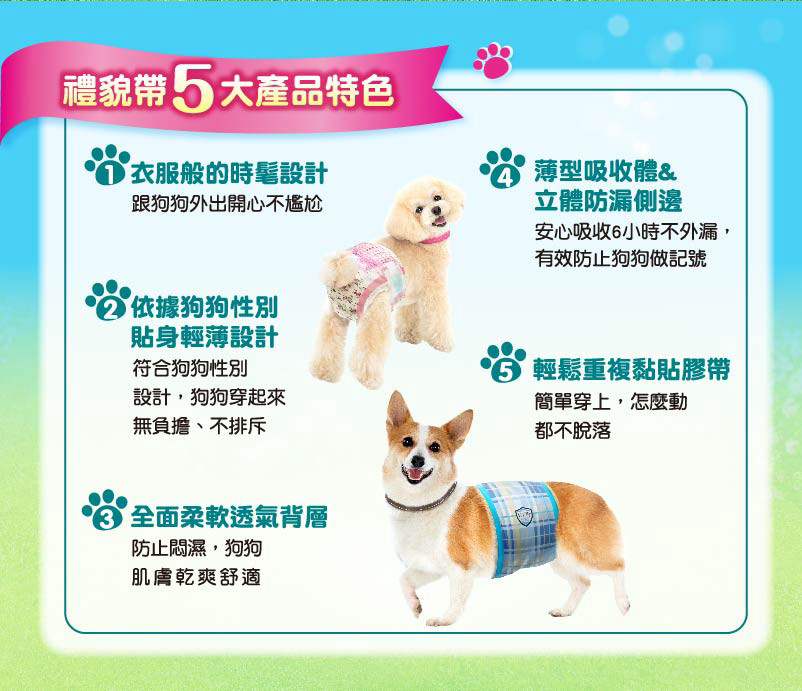 禮貌帶5大產品特色
1 衣服般的時髦設計
跟狗狗外出開心不尷尬
2 依據狗狗性別
貼身輕薄設計
符合狗狗性別
設計，狗狗穿起來
無負擔、不排斥
3 全面柔軟透氣背層
防止悶濕，狗狗
肌膚乾爽舒適
4 薄型吸收體&
立體防漏側邊
安心吸收6小時不外漏，
有效防止狗狗做記號
5 輕鬆重複黏貼膠帶
簡單穿上，怎麼動
都不脫落